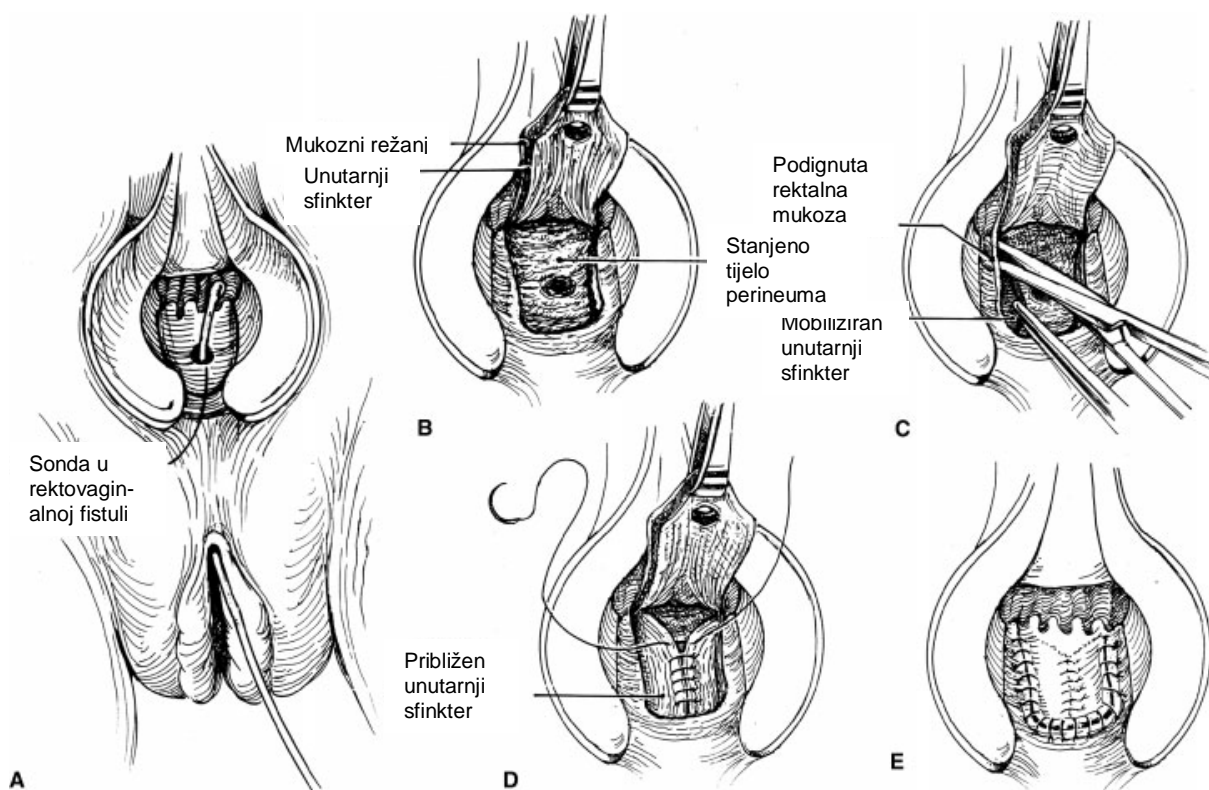 Mukozni režanj
Unutarnji
sfinkter
Podignuta
rektalna
mukoza
Stanjeno
tijelo
perineuma
Mobiliziran
unutarnji
sfinkter
B
C
Sonda u
rektovagin-
alnoj fistuli
Približen
unutarnji
sfinkter
A
D
E